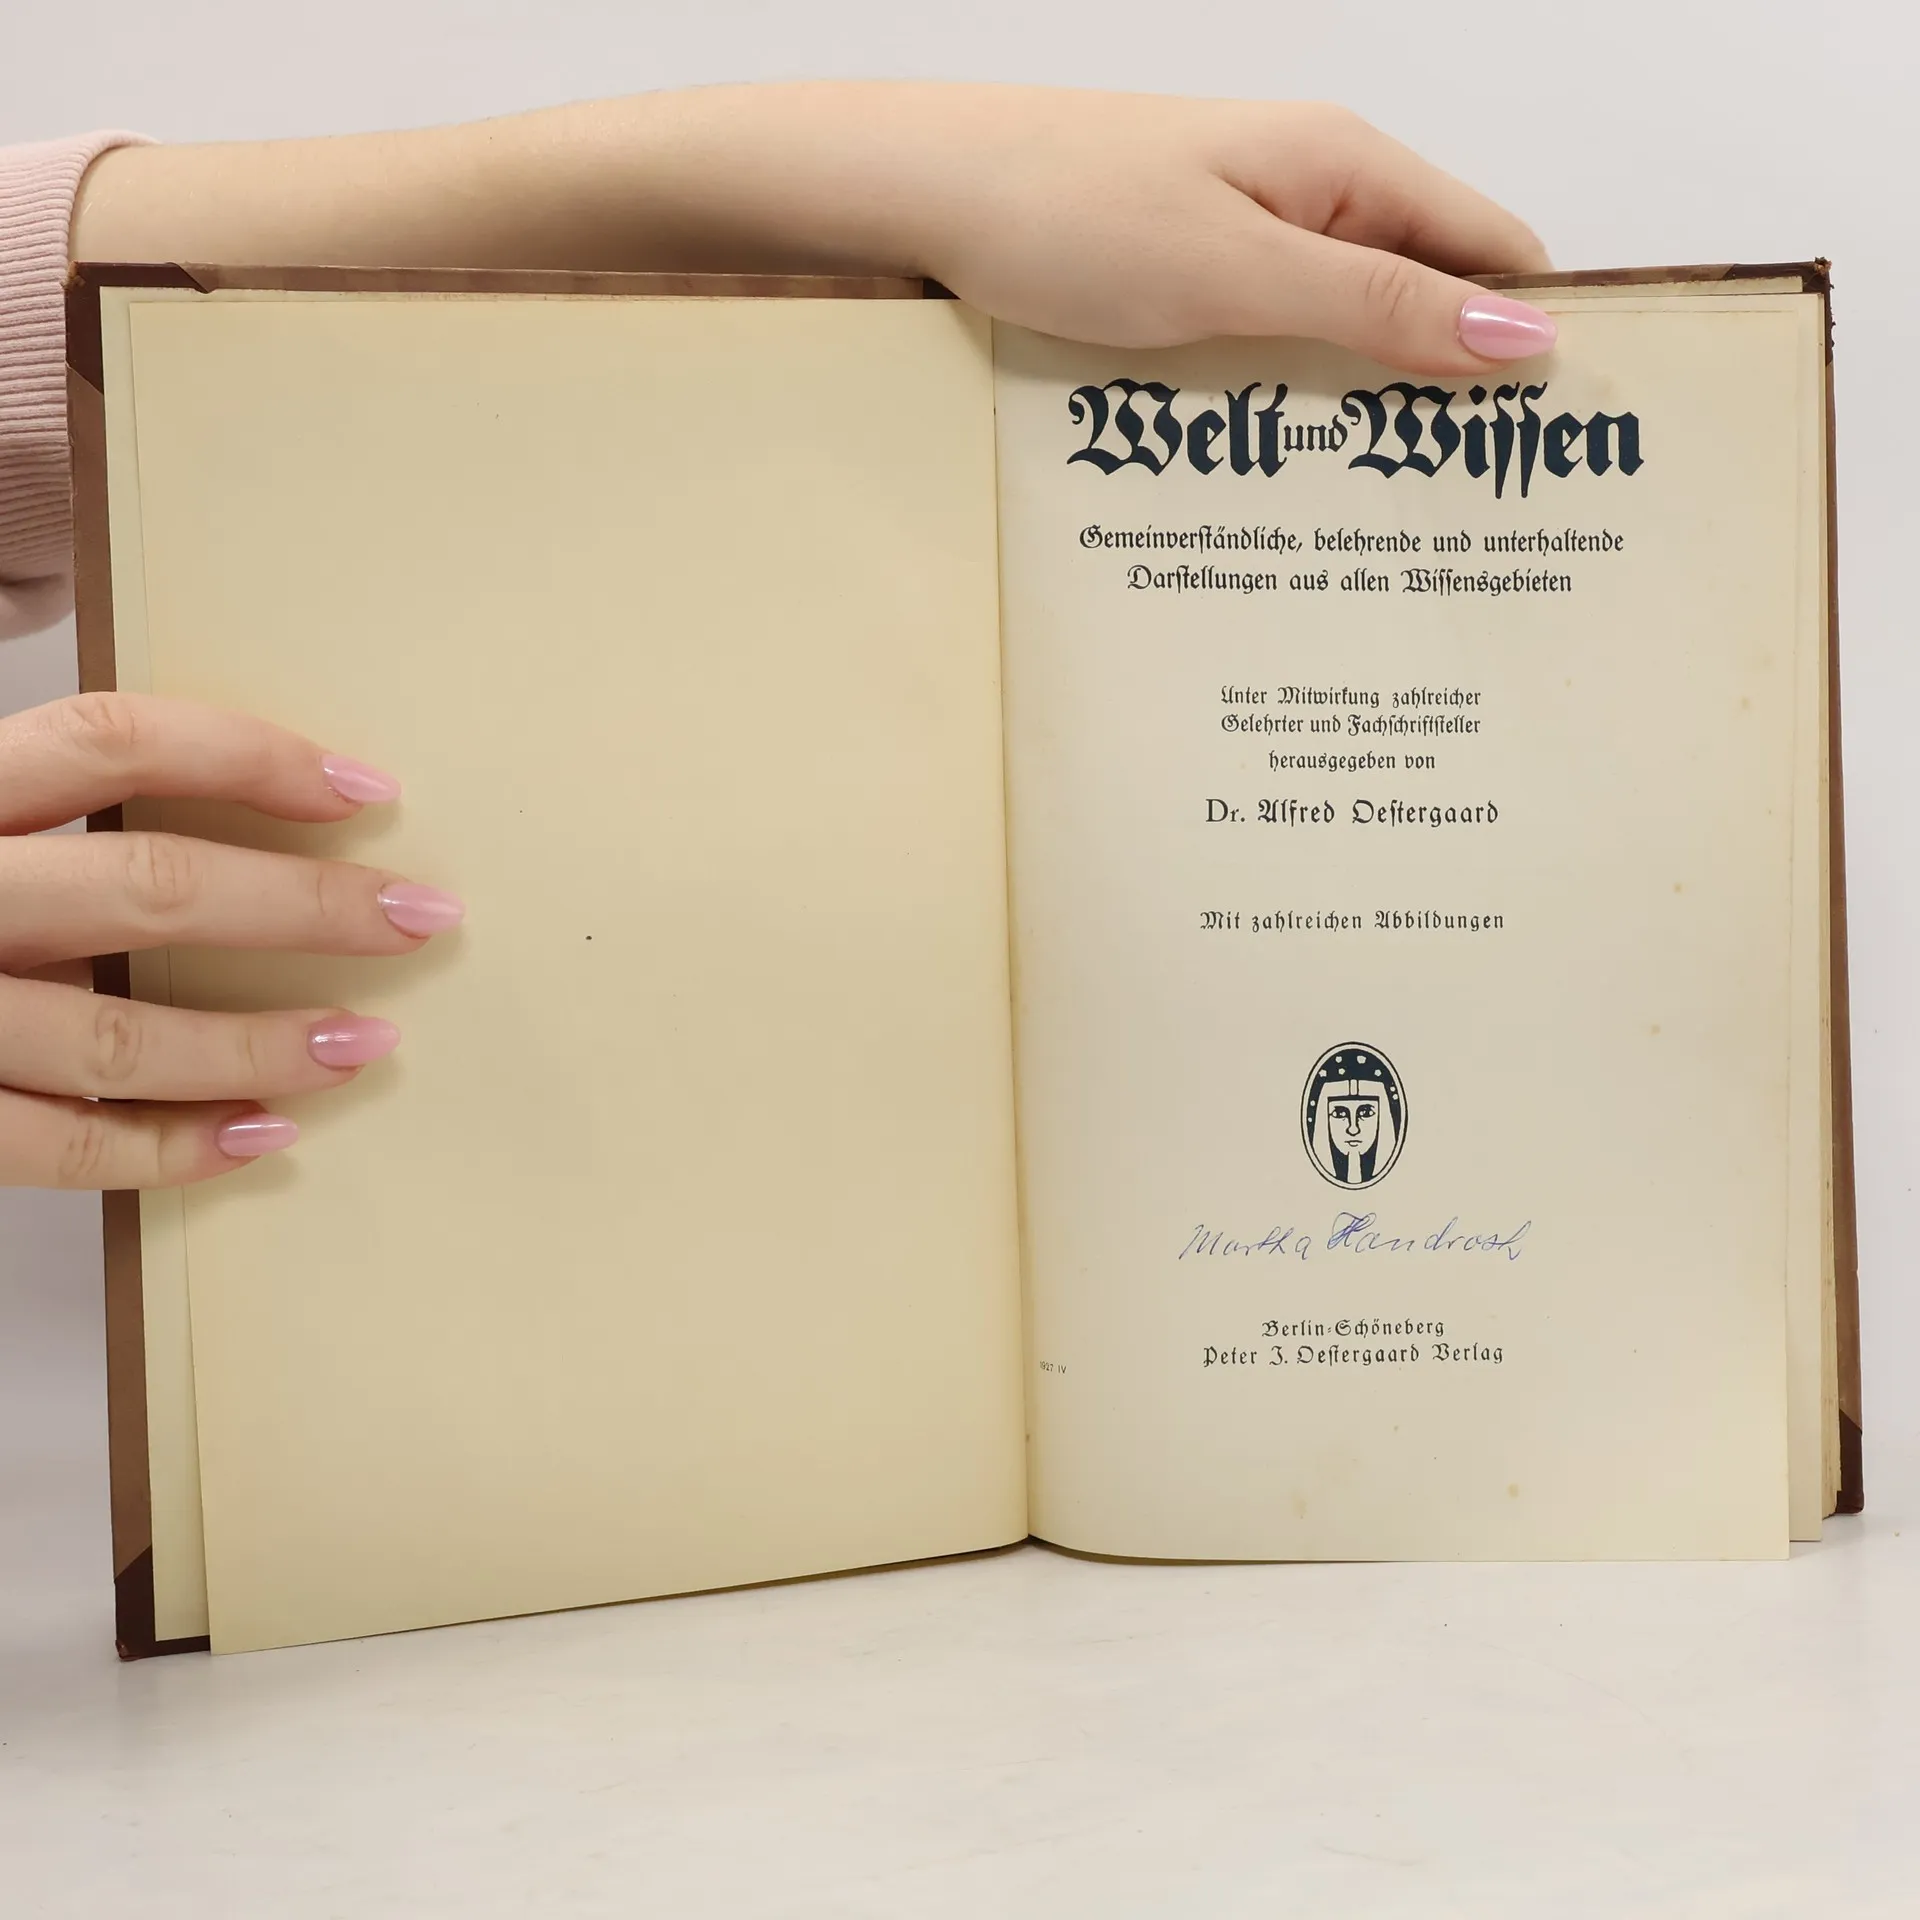 Welt und Wissen
Gemeinverständliche, belehrende und unterhaltende
Darstellungen aus allen Wissensgebieten
Unter Mitwirkung zahlreicher
Gelehrter und Fachschriftsteller
herausgegeben von
Dr. Alfred Oestergaard
Mit zahlreichen Abbildungen
Martha
Berlin-Schöneberg
Peter J. Oestergaard Verlag
1927 IV